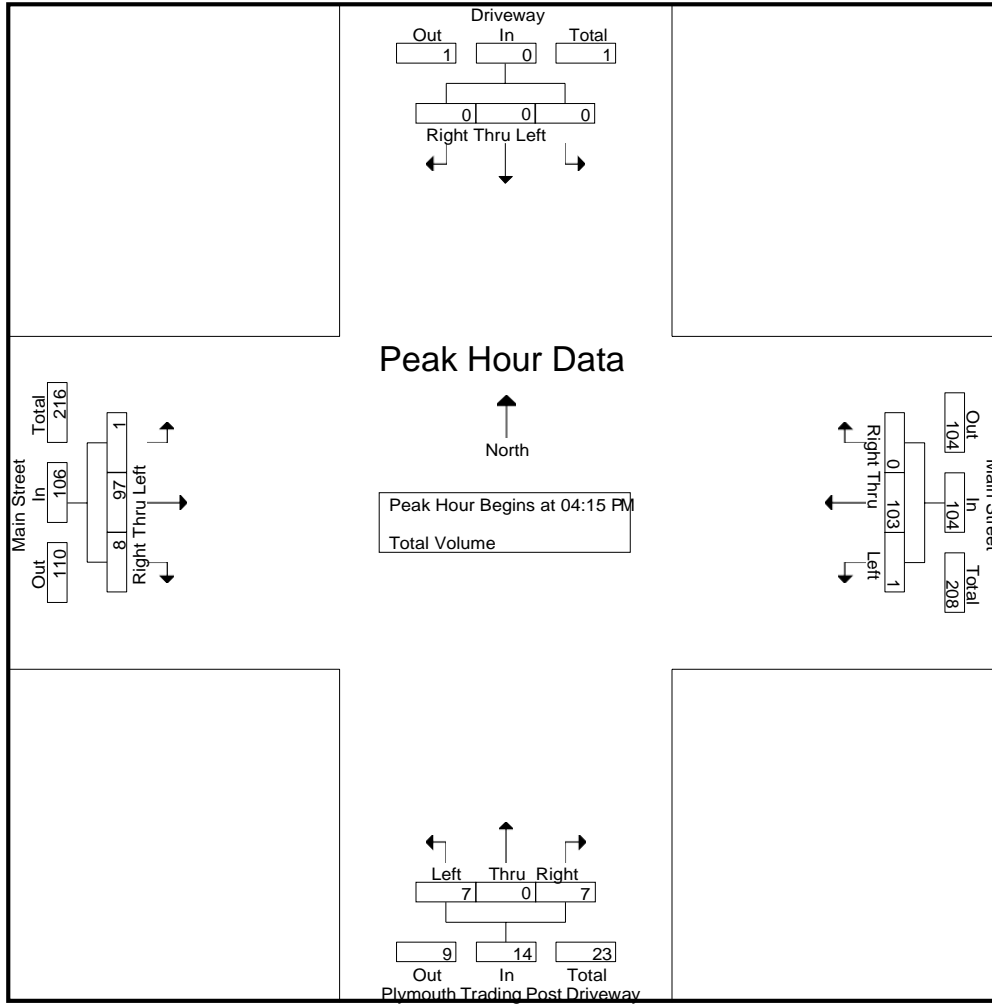 Driveway
Out In Total
1 0 1
0 0 0
Right Thru Left
Peak Hour Data
North
Peak Hour Begins at 04:15 PM
Total Volume
Main Street
Out In Total
110 106 216
Right Thru Left
8 97 1
Main Street
Out In Total
104 104 208
Right Thru Left
0 103 1
Left Thru Right
7 0 7
9 14 23
Out In Total
Plymouth Trading Post Driveway